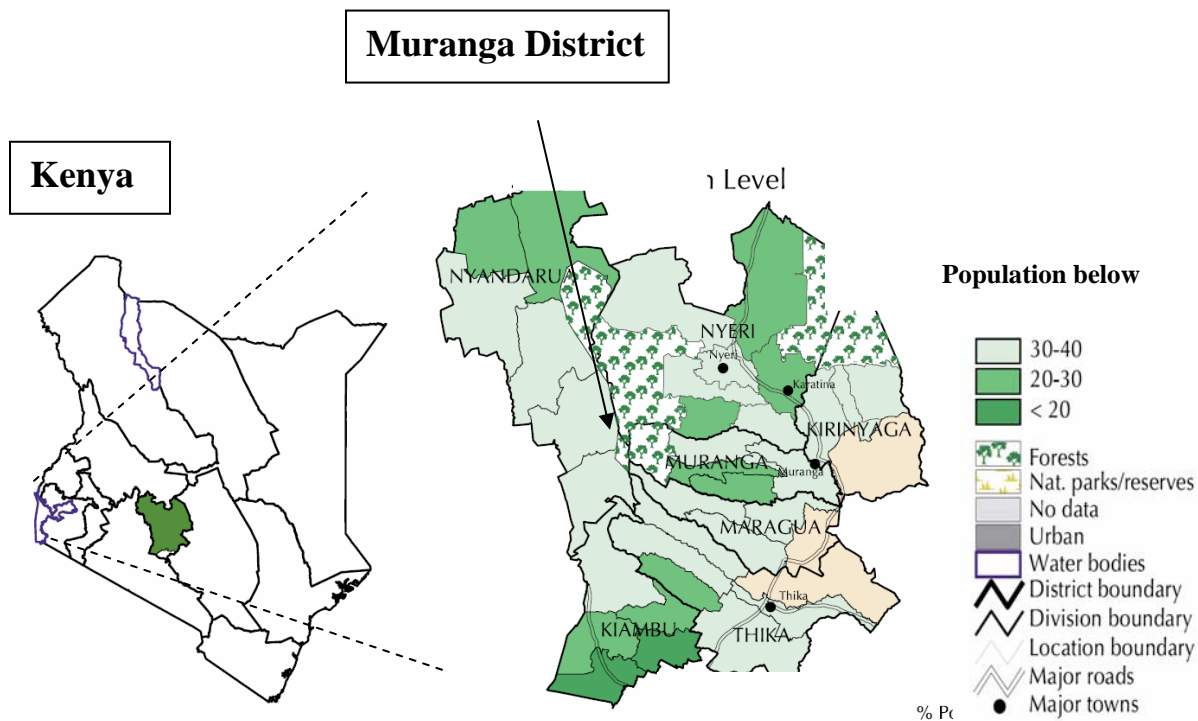 Muranga District
Kenya
n Level
Population below
NYANDARUA
NYERI
Nyeri
Karatina
KIRINYAGA
MURANGA
Muranga
MARAGUA
Thika
KIAMBU
THIKA
30-40
20-30
< 20
Forests
Nat. parks/reserves
No data
Urban
Water bodies
District boundary
Division boundary
Location boundary
Major roads
Major towns
%